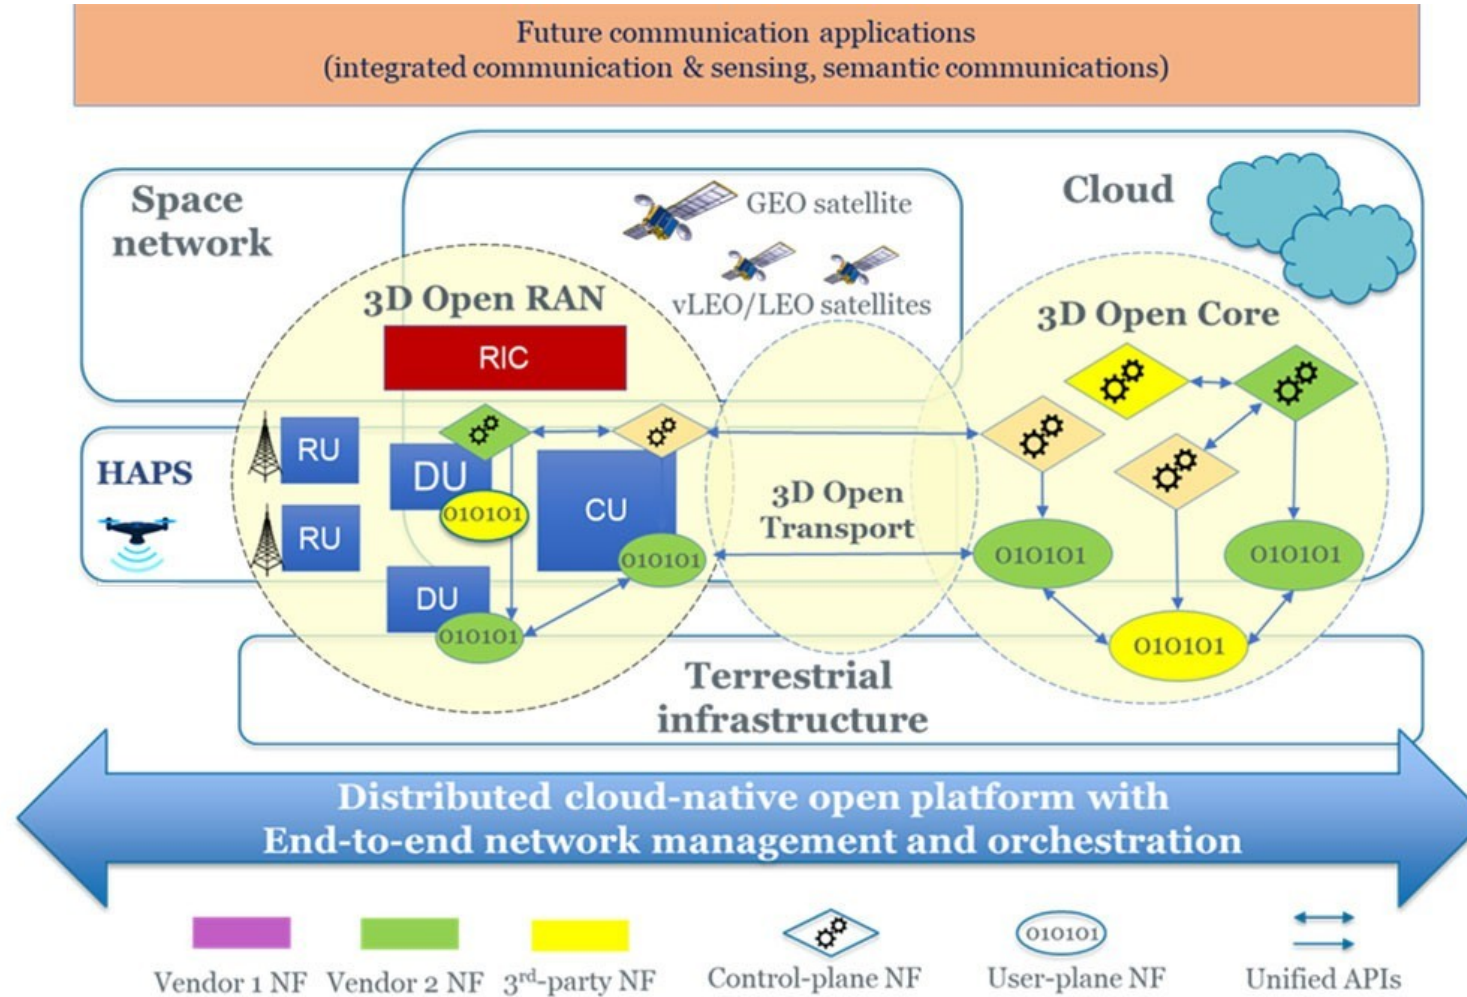 Future communication applications
(integrated communication & sensing, semantic communications)
Space
network
GEO satellite
vLEO/LEO satellites
Cloud
3D Open RAN
RIC
3D Open Core
HAPS
RU
RU
DU
010101
CU
010101
DU
010101
3D Open
Transport
010101
010101
010101
Terrestrial
infrastructure
Distributed cloud-native open platform with
End-to-end network management and orchestration
010101
Vendor 1 NF
Vendor 2 NF
3rd-party NF
Control-plane NF
User-plane NF
Unified APIs